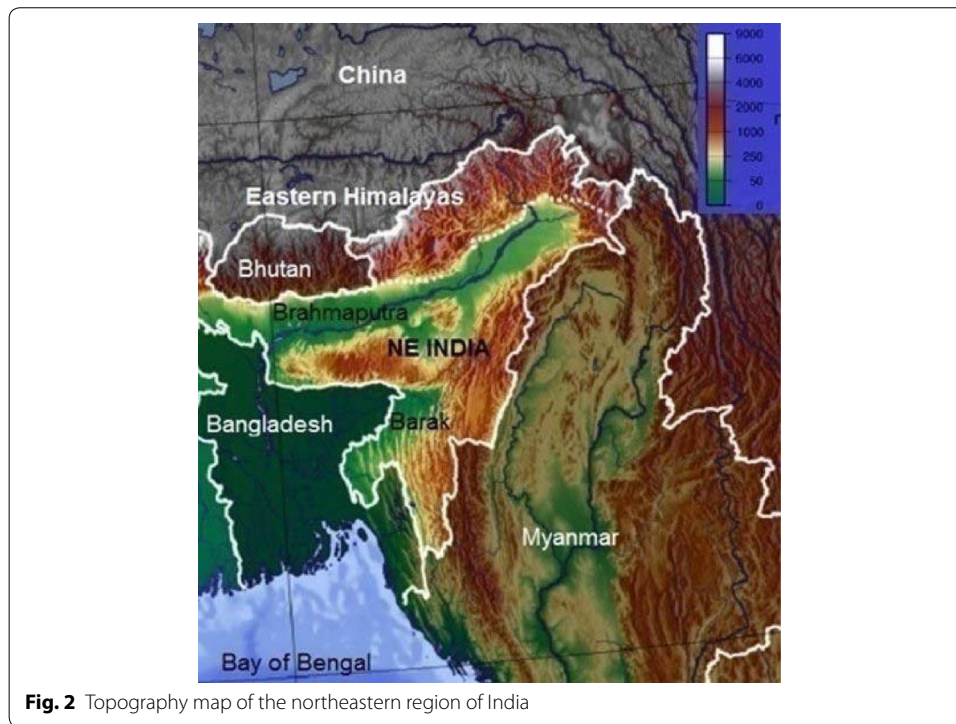 China
9000
6000
4000
2000
1000
250
50
0
Eastern Himalayas
Bhutan
Brahmaputra
NE INDIA
Bangladesh
Barak
Myanmar
Bay of Bengal
Fig. 2 Topography map of the northeastern region of India